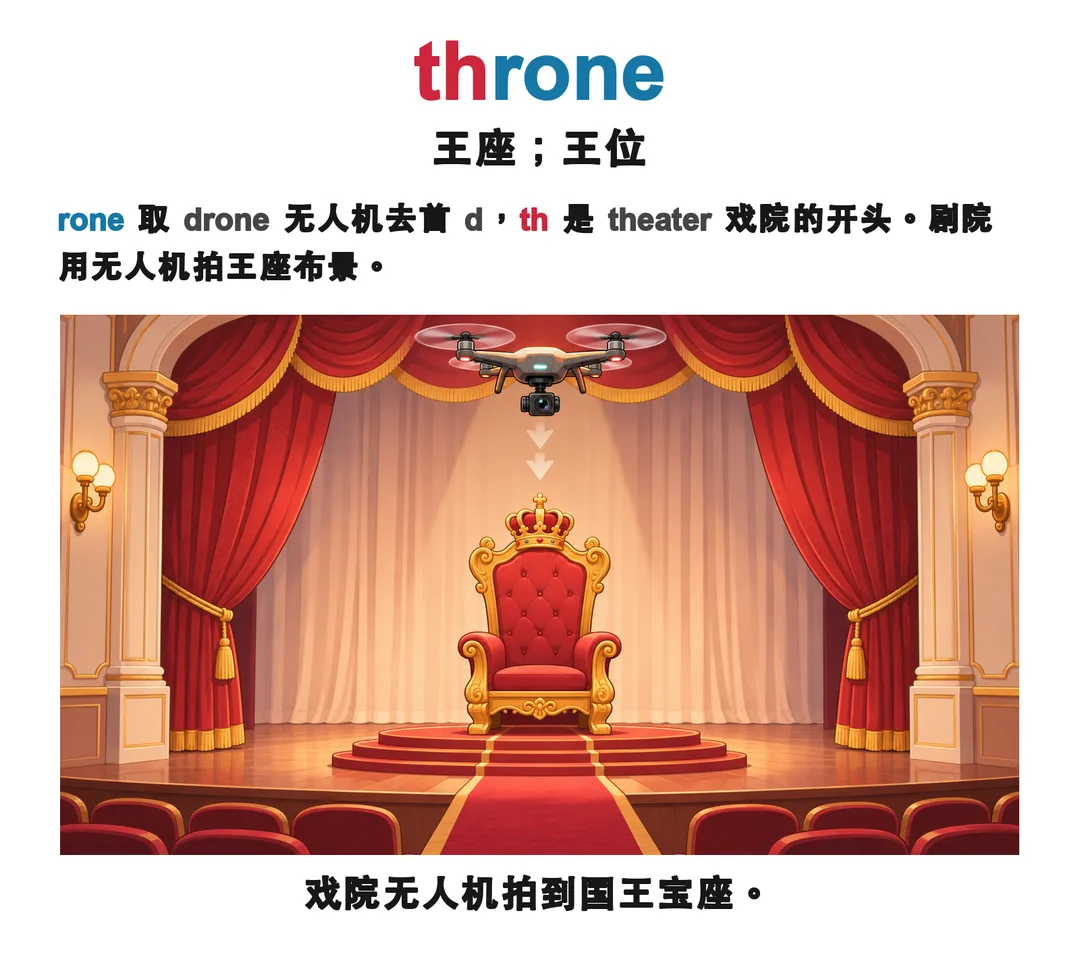 throne
王座；王位
rone 取 drone 无人机去首 d，th 是 theater 戏院的开头。剧院
用无人机拍王座布景。
戏院无人机拍到国王宝座。